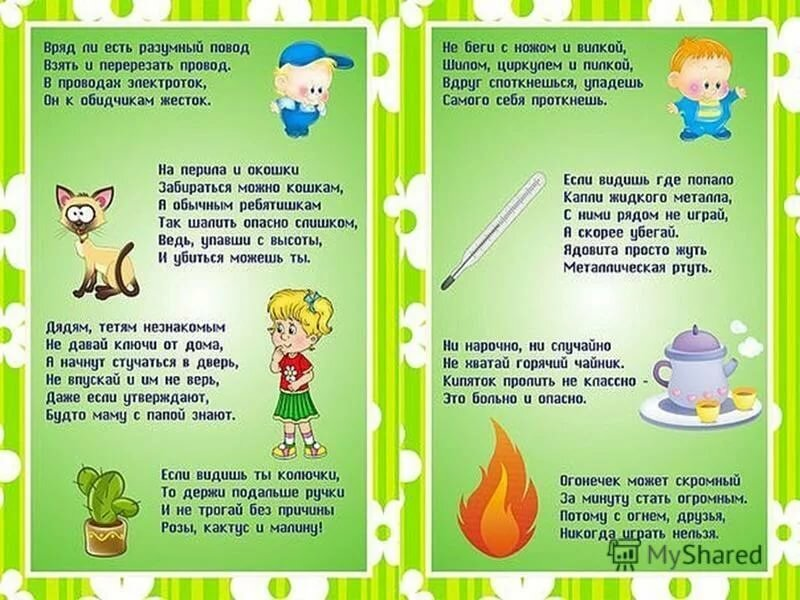 Вряд ли есть разумный повод
Взять и перерезать провод.
В проводах электроток,
Он к обидчикам жесток.
На перила и окошки
Забираться можно кошкам,
А обычным ребятишкам
Так шалить опасно слишком,
Ведь, упавши с высоты,
И убиться можешь ты.
Дядям, тетям незнакомым
Не давай ключи от дома,
А начнут стучаться в дверь,
Не впускай и им не верь,
Даже если утверждают,
Будто маму с папой знают.
Если видишь ты колючки,
То держи подальше ручки
И не трогай без причины
Розы, кактус и малину!
Не беги с ножом и вилкой,
Шилом, циркулем и пилкой,
Вдруг споткнешься, упадешь
Самого себя проткнешь.
Если видишь где попало
Капли жидкого металла,
С ними рядом не играй,
А скорее убегай.
Ядовита просто жуть
Металлическая ртуть.
Ни нарочно, ни случайно
Не хватай горячий чайник.
Кипяток пролить не классно -
Это больно и опасно.
Огонечек может скромный
За минуту стать огромным.
Потому с огнем, друзья,
Никогда играть нельзя.
MyShared